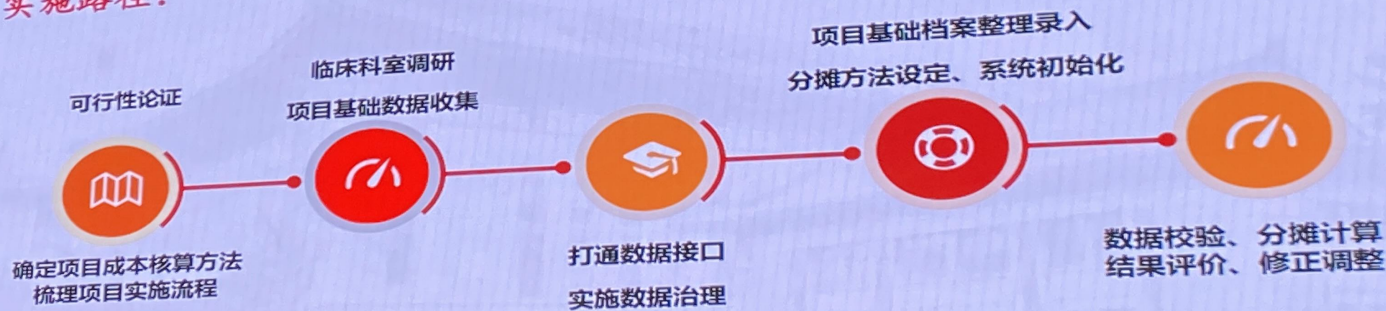 实施路径：
可行性论证
确定项目成本核算方法
梳理项目实施流程
临床科室调研
项目基础数据收集
打通数据接口
实施数据治理
项目基础档案整理录入
分摊方法设定、系统初始化
数据校验、分摊计算
结果评价、修正调整